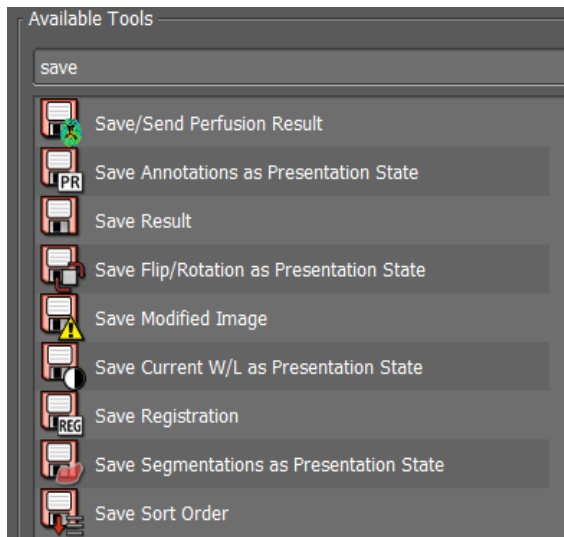 Available Tools
save
Save/Send Perfusion Result
PR
Save Annotations as Presentation State
Save Result
Save Flip/Rotation as Presentation State
Save Modified Image
Save Current W/L as Presentation State
REG
Save Registration
Save Segmentations as Presentation State
Save Sort Order